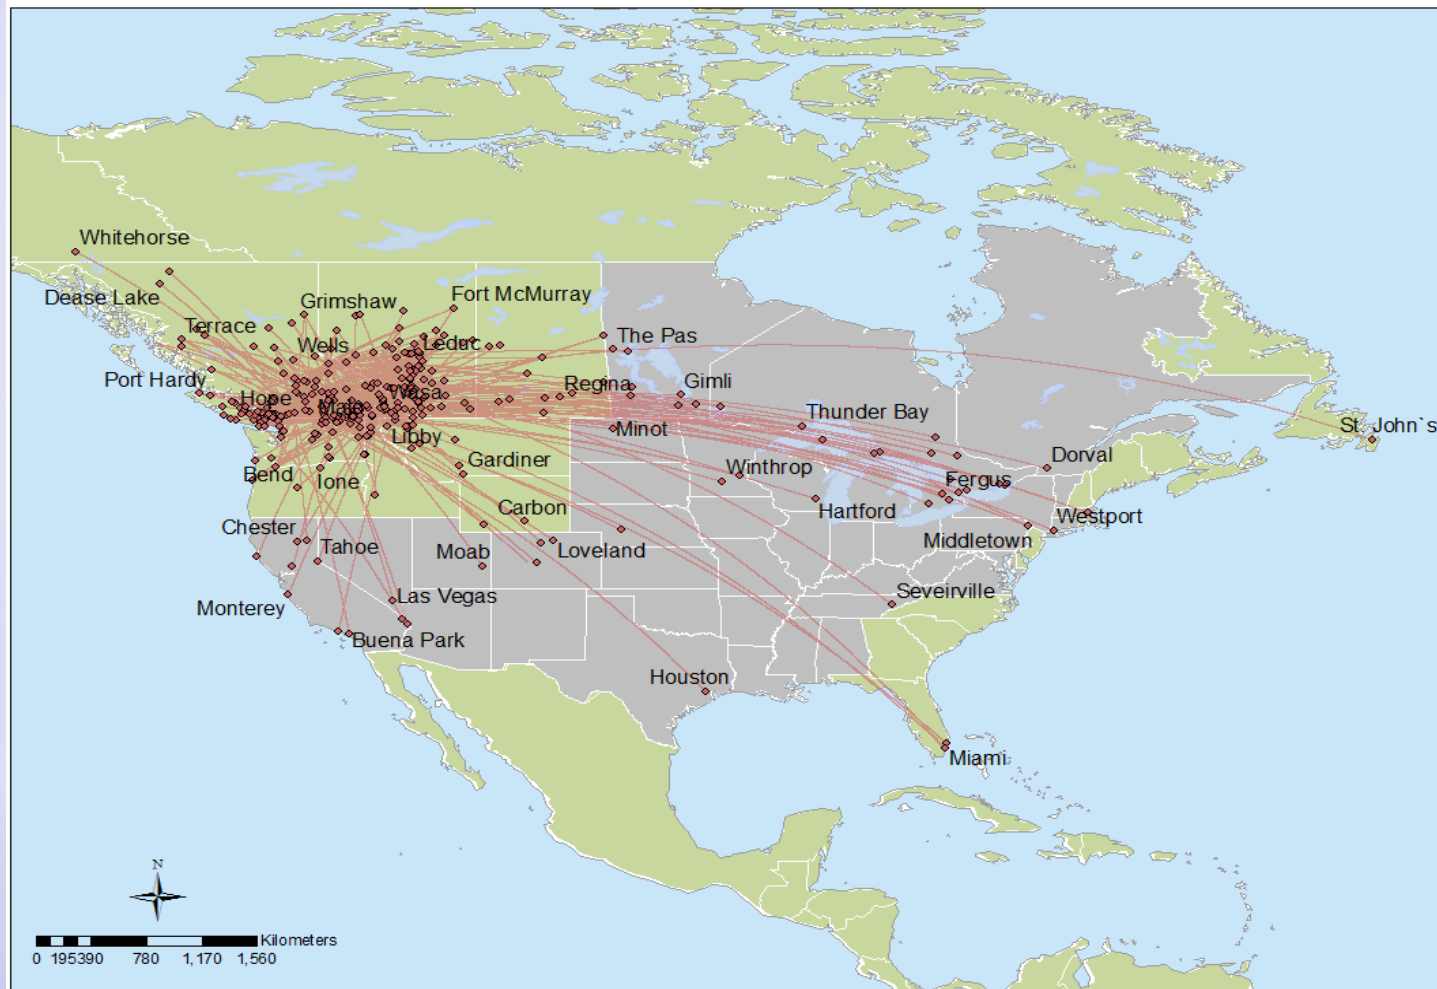 Whitehorse
Dease Lake
Grimshaw
Fort McMurray
Terrace
Wells
Leduc
The Pas
Port Hardy
Hope
Wasa
Regina
Gimli
Thunder Bay
St. John`s
Libby
Minot
Bend
Ione
Gardiner
Winthrop
Dorval
Fergus
Carbon
Hartford
Westport
Chester
Tahoe
Moab
Loveland
Middletown
Monterey
Las Vegas
Seveirville
Buena Park
Houston
Miami
N
Kilometers
0 195390 780 1,170 1,560